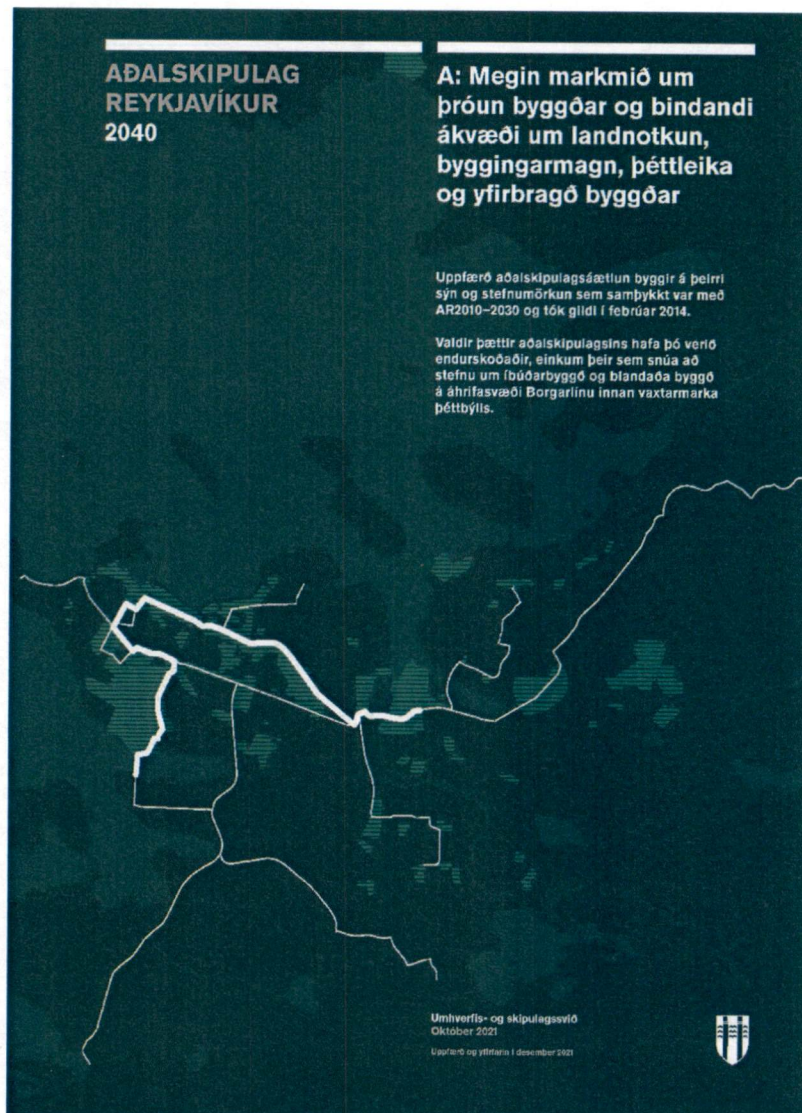 AÐALSKIPULAG
REYKJAVÍKUR
2040
A: Megin markmið um
þróun byggðar og bindandi
ákvæði um landnotkun,
byggingarmagn, þéttleika
og yfirbragð byggðar
Uppfærð aðalskipulagsáætlun byggir á þeirri
sýn og stefnumörkun sem samþykkt var með
AR2010–2030 og tók gildi í febrúar 2014.
Valdir þættir aðalskipulagsins hafa þó verið
endurskoðaðir, einkum þeir sem snúa að
stefnu um íbúðarbyggð og blandaða byggð
á áhrifasvæði Borgarlínu innan vaxtarmarka
þéttbýlis.
Umhverfis- og skipulagssvið
Október 2021
Uppfærð og yfirfarin í desember 2021